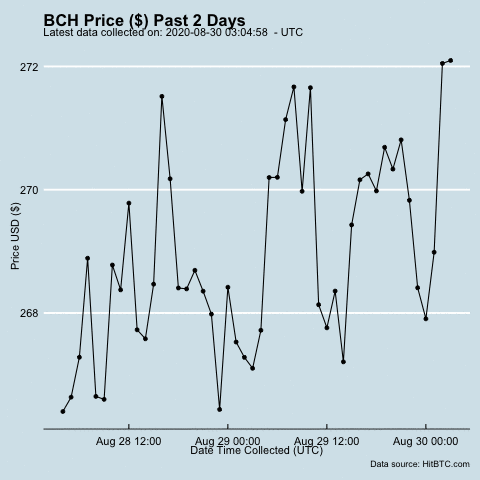 BCH Price ($) Past 2 Days
Latest data collected on: 2020-08-30 03:04:58 - UTC
272
270
268
Price USD ($)
Aug 28 12:00 Aug 29 00:00 Aug 29 12:00 Aug 30 00:00
Date Time Collected (UTC)
Data source: HitBTC.com